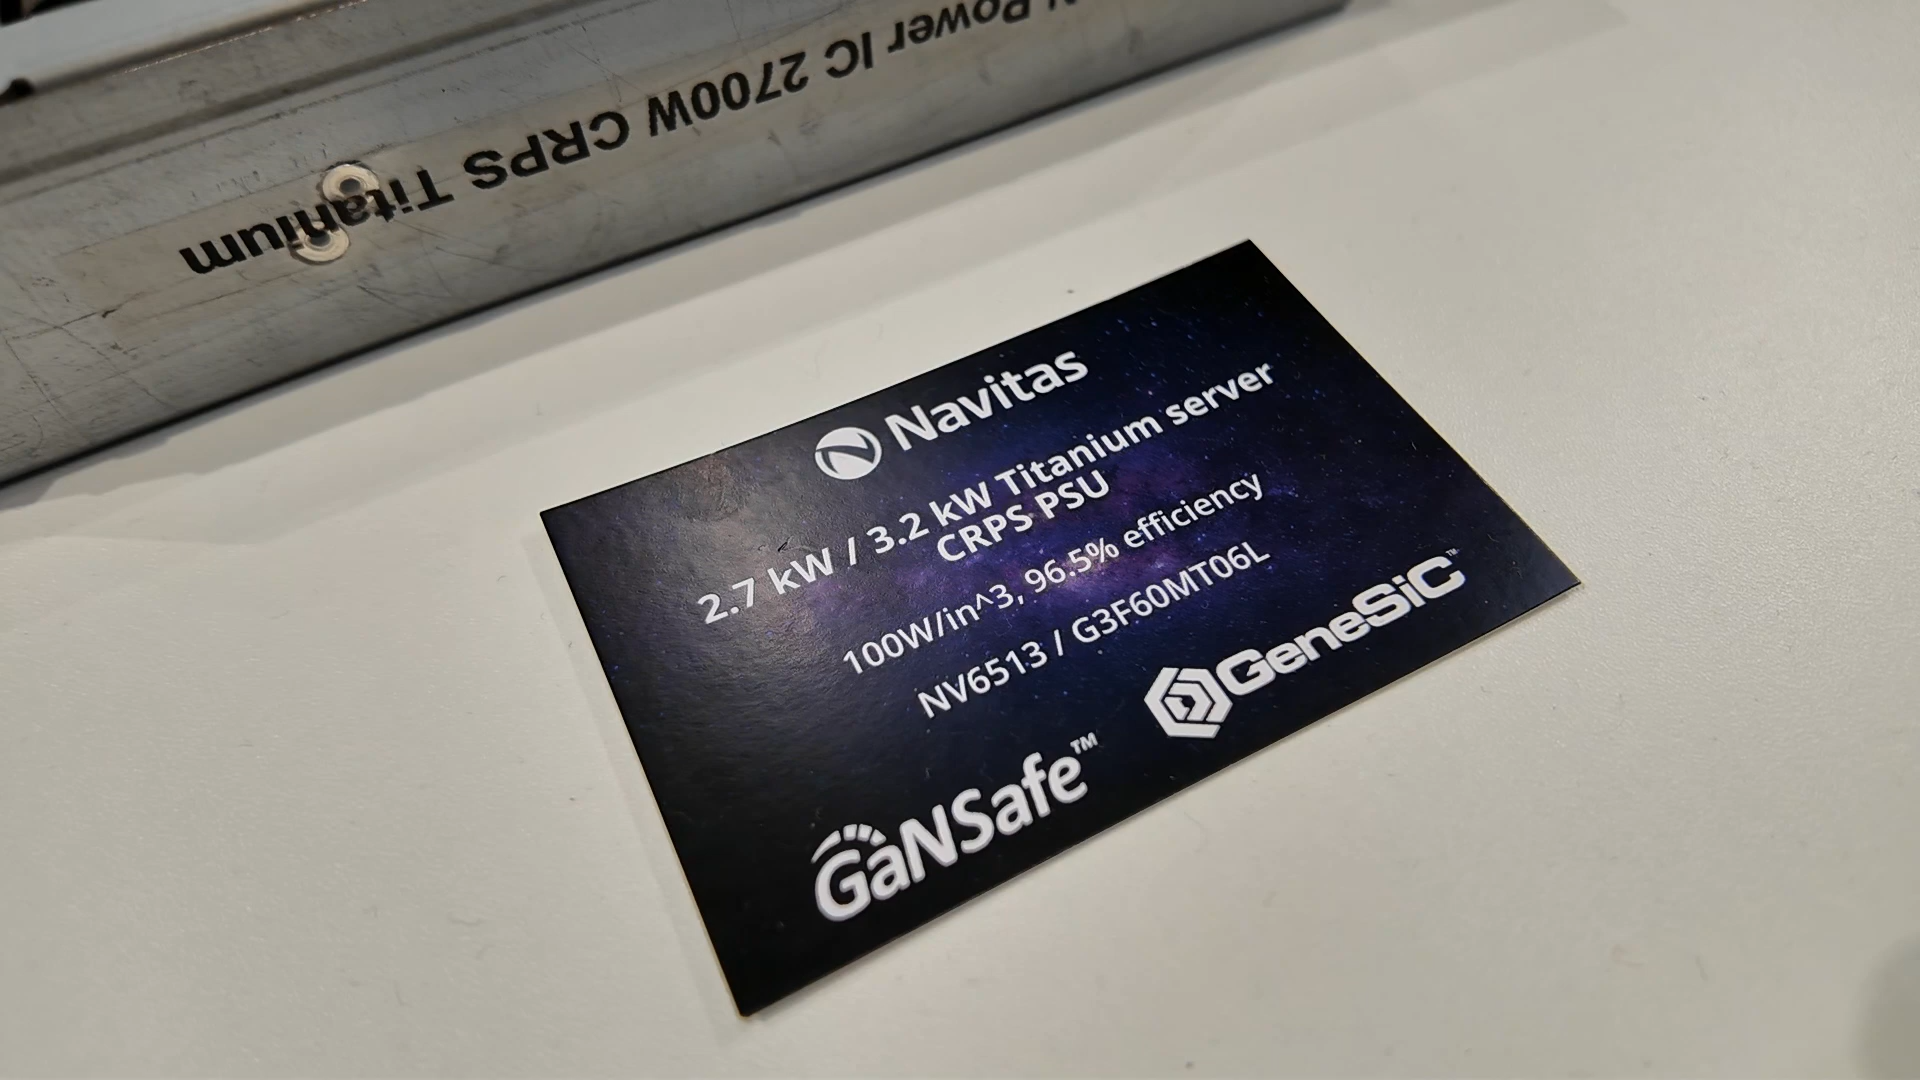 Power IC 2700W CRPS Titanium
Navitas
2.7 kW / 3.2 kW Titanium server
CRPS PSU
100W/in^3, 96.5% efficiency
NV6513 / G3F60MT06L
GaNSafe™
GeneSiC™